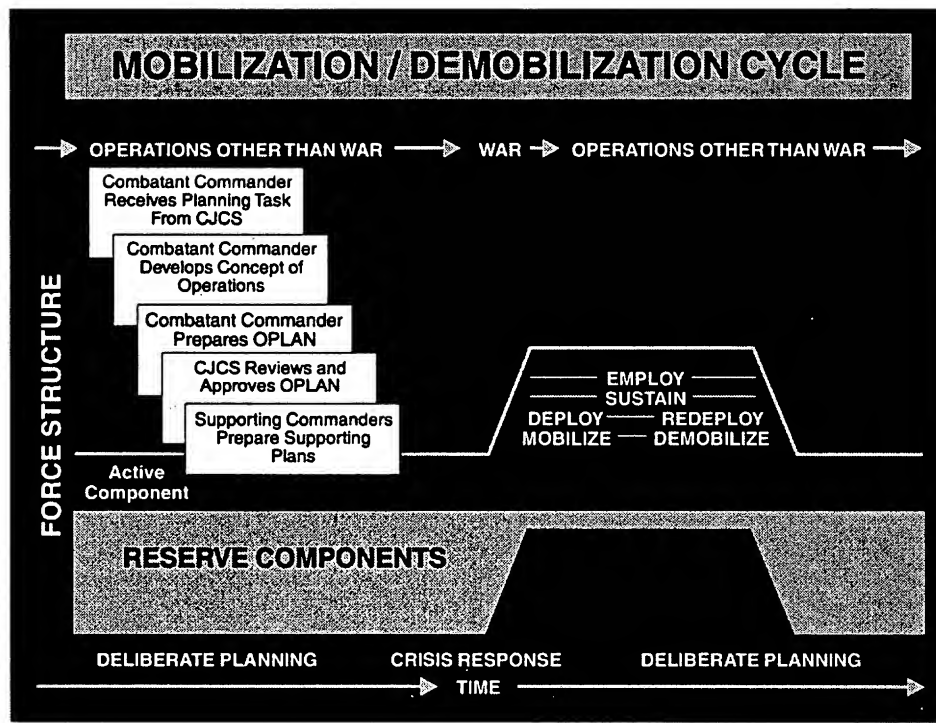 MOBILIZATION / DEMOBILIZATION CYCLE
OPERATIONS OTHER THAN WAR
WAR
OPERATIONS OTHER THAN WAR
Combatant Commander
Receives Planning Task
From CJCS
Combatant Commander
Develops Concept of
Operations
Combatant Commander
Prepares OPLAN
CJCS Reviews and
Approves OPLAN
Supporting Commanders
Prepare Supporting
Plans
FORCE STRUCTURE
EMPLOY
SUSTAIN
DEPLOY REDEPLOY
MOBILIZE DEMOBILIZE
Active
Component
RESERVE COMPONENTS
DELIBERATE PLANNING
CRISIS RESPONSE
DELIBERATE PLANNING
TIME